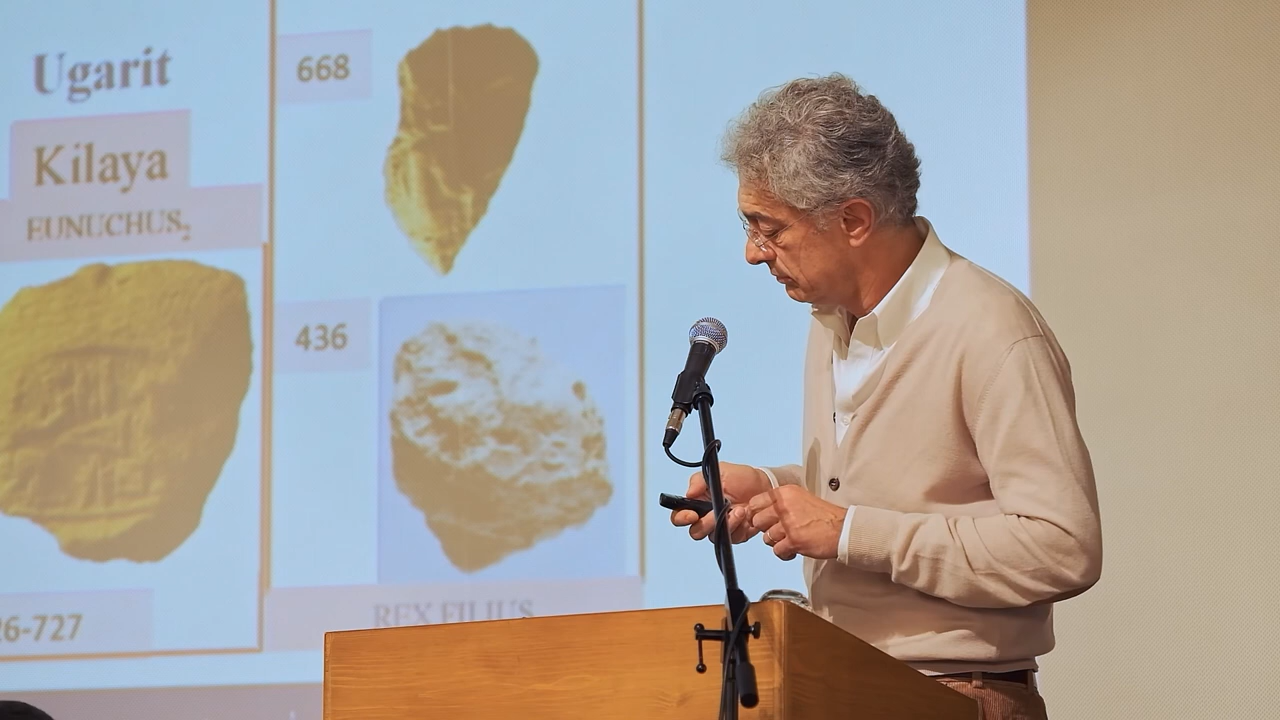 Ugarit
Kilaya
EUNUCHUS₂
26-727
668
436
REX FILIUS